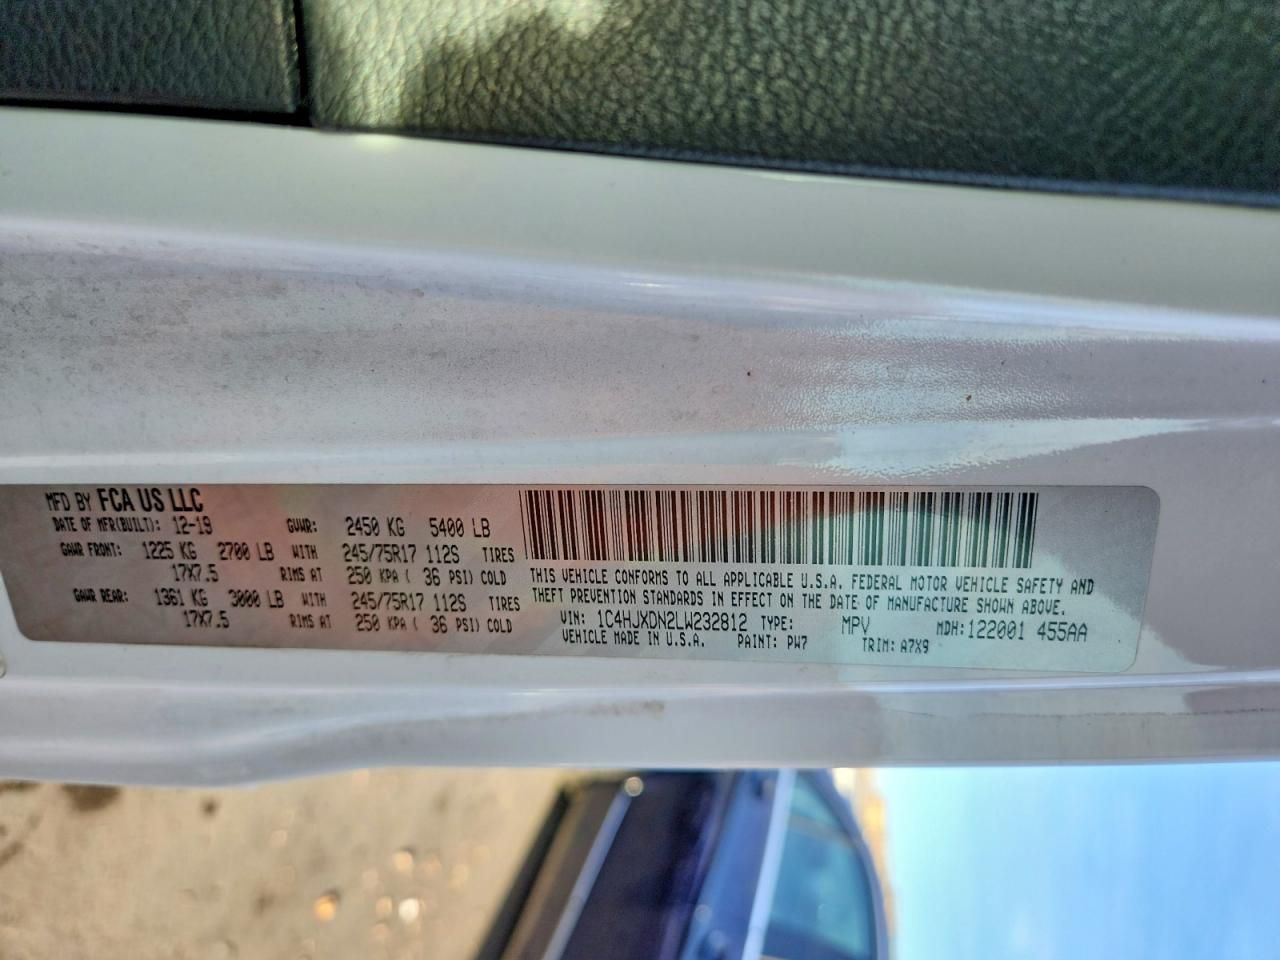 MFD BY FCA US LLC
DATE OF MFR(BUILT): 12-19 GVWR: 2450 KG 5400 LB
GAWR FRONT: 1225 KG 2700 LB WITH 245/75R17 112S TIRES
17X7.5 RIMS AT 250 KPA ( 36 PSI) COLD
GAWR REAR: 1361 KG 3000 LB WITH 245/75R17 112S TIRES
17X7.5 RIMS AT 250 KPA ( 36 PSI) COLD
THIS VEHICLE CONFORMS TO ALL APPLICABLE U.S.A. FEDERAL MOTOR VEHICLE SAFETY AND
THEFT PREVENTION STANDARDS IN EFFECT ON THE DATE OF MANUFACTURE SHOWN ABOVE.
VIN: 1C4HJXDN2LW232812 TYPE: MPV MDH:122001 455AA
VEHICLE MADE IN U.S.A. PAINT: PW7 TRIM: A7X9